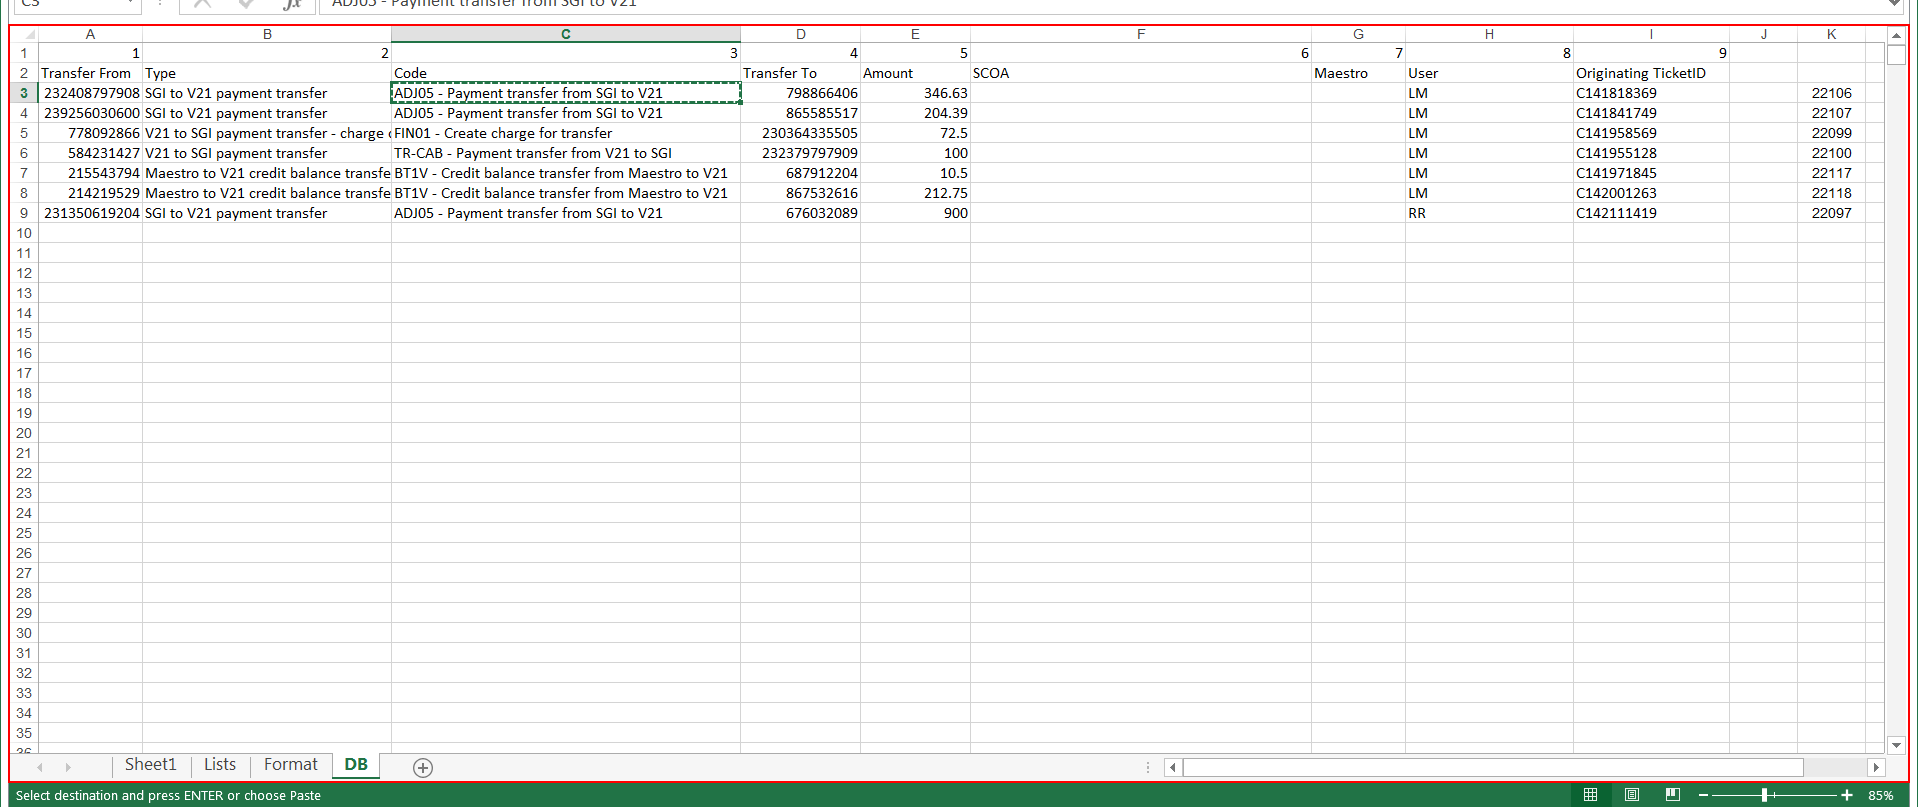 C3 fx ADJ05 - Payment transfer from SGI to V21
A B C D E F G H I J K
1 1 2 3 4 5 6 7 8 9
2 Transfer From Type Code Transfer To Amount SCOA Maestro User Originating TicketID
3 232408797908 SGI to V21 payment transfer ADJ05 - Payment transfer from SGI to V21 798866406 346.63 LM C141818369 22106
4 239256030600 SGI to V21 payment transfer ADJ05 - Payment transfer from SGI to V21 865585517 204.39 LM C141841749 22107
5 778092866 V21 to SGI payment transfer - charge FIN01 - Create charge for transfer 230364335505 72.5 LM C141958569 22099
6 584231427 V21 to SGI payment transfer TR-CAB - Payment transfer from V21 to SGI 232379797909 100 LM C141955128 22100
7 215543794 Maestro to V21 credit balance transfe BT1V - Credit balance transfer from Maestro to V21 687912204 10.5 LM C141971845 22117
8 214219529 Maestro to V21 credit balance transfe BT1V - Credit balance transfer from Maestro to V21 867532616 212.75 LM C142001263 22118
9 231350619204 SGI to V21 payment transfer ADJ05 - Payment transfer from SGI to V21 676032089 900 RR C142111419 22097
10
11
12
13
14
15
16
17
18
19
20
21
22
23
24
25
26
27
28
29
30
31
32
33
34
35
36
Sheet1 Lists Format DB
Select destination and press ENTER or choose Paste 85%